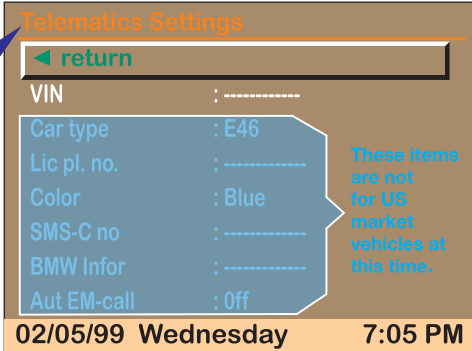 Telematics Settings
◄ return
VIN : ------------
Car type : E46
Lic pl. no. : -------------
Color : Blue
SMS-C no : -------------
BMW Infor : -------------
Aut EM-call : 0ff
These items
are not
for US
market
vehicles at
this time.
02/05/99 Wednesday 7:05 PM